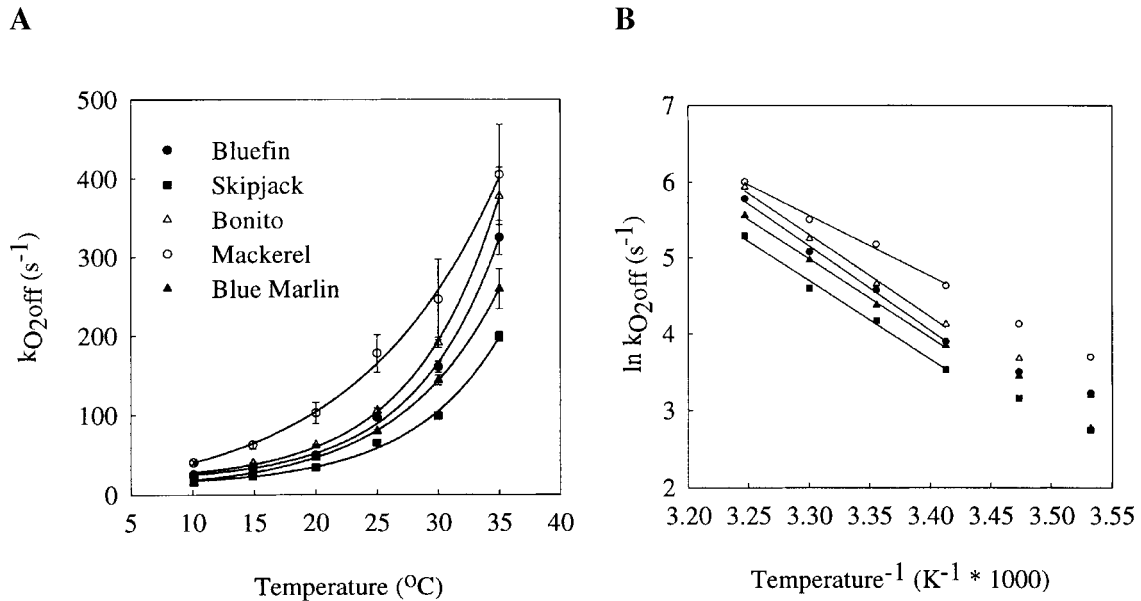 A
500
400
300
200
100
0
kO2off (s-1)
Bluefin
Skipjack
Bonito
Mackerel
Blue Marlin
5 10 15 20 25 30 35 40
Temperature (oC)
B
7
6
5
4
3
2
ln kO2off (s-1)
3.20 3.25 3.30 3.35 3.40 3.45 3.50 3.55
Temperature-1 (K-1 * 1000)